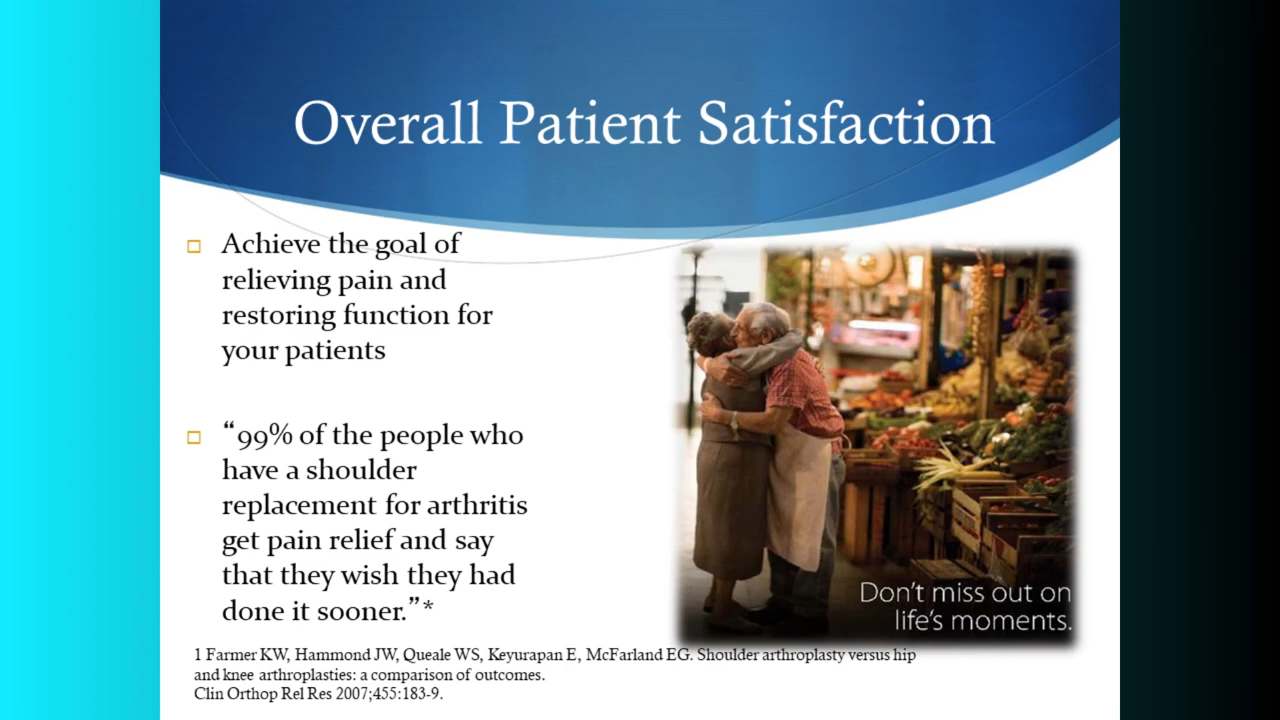 Overall Patient Satisfaction
Achieve the goal of
relieving pain and
restoring function for
your patients
“99% of the people who
have a shoulder
replacement for arthritis
get pain relief and say
that they wish they had
done it sooner.”*
Don’t miss out on
life’s moments.
1 Farmer KW, Hammond JW, Queale WS, Keyurapan E, McFarland EG. Shoulder arthroplasty versus hip
and knee arthroplasties: a comparison of outcomes.
Clin Orthop Rel Res 2007;455:183-9.